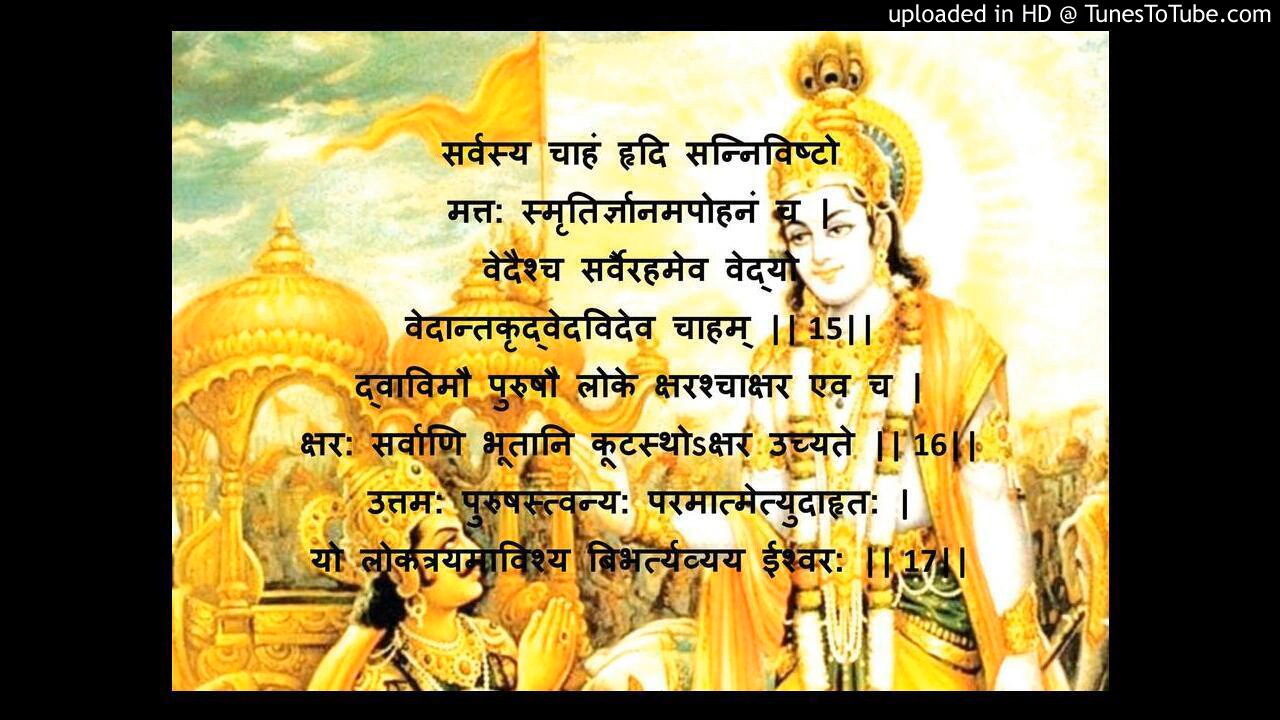 uploaded in HD @ TunesToTube.com
सर्वस्य चाहं हृदि सन्निविष्टो
मत्त: स्मृतिर्ज्ञानमपोहनं च |
वेदैश्च सर्वैरहमेव वेद्यो
वेदान्तकृद्वेदविदेव चाहम् || 15||
द्वाविमौ पुरुषौ लोके क्षरश्चाक्षर एव च |
क्षर: सर्वाणि भूतानि कूटस्थोऽक्षर उच्यते || 16||
उत्तम: पुरुषस्त्वन्य: परमात्मेत्युदाहृत: |
यो लोकत्रयमाविश्य बिभर्त्यव्यय ईश्वर: || 17||